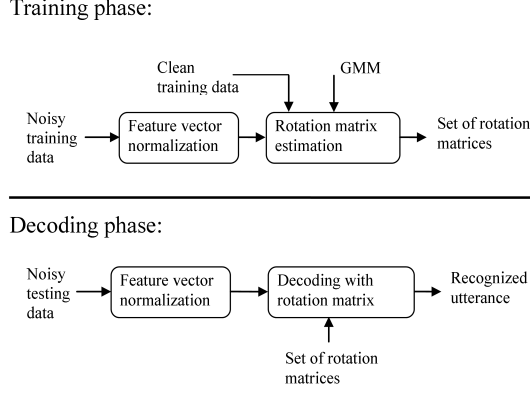 Training phase:
Clean
training data
GMM
Noisy
training
data
Feature vector
normalization
Rotation matrix
estimation
Set of rotation
matrices
Decoding phase:
Noisy
testing
data
Feature vector
normalization
Decoding with
rotation matrix
Recognized
utterance
Set of rotation
matrices